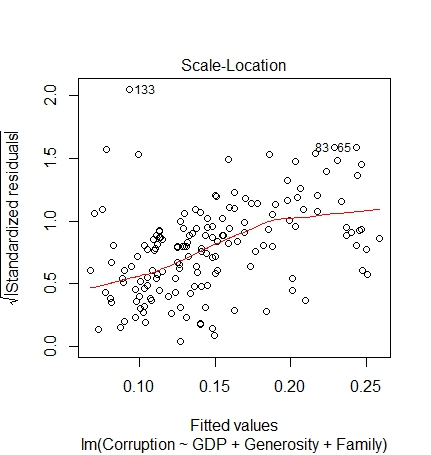 Scale-Location
√|Standardized residuals|
2.0
1.5
1.0
0.5
0.0
133
83
65
0.10 0.15 0.20 0.25
Fitted values
lm(Corruption ~ GDP + Generosity + Family)